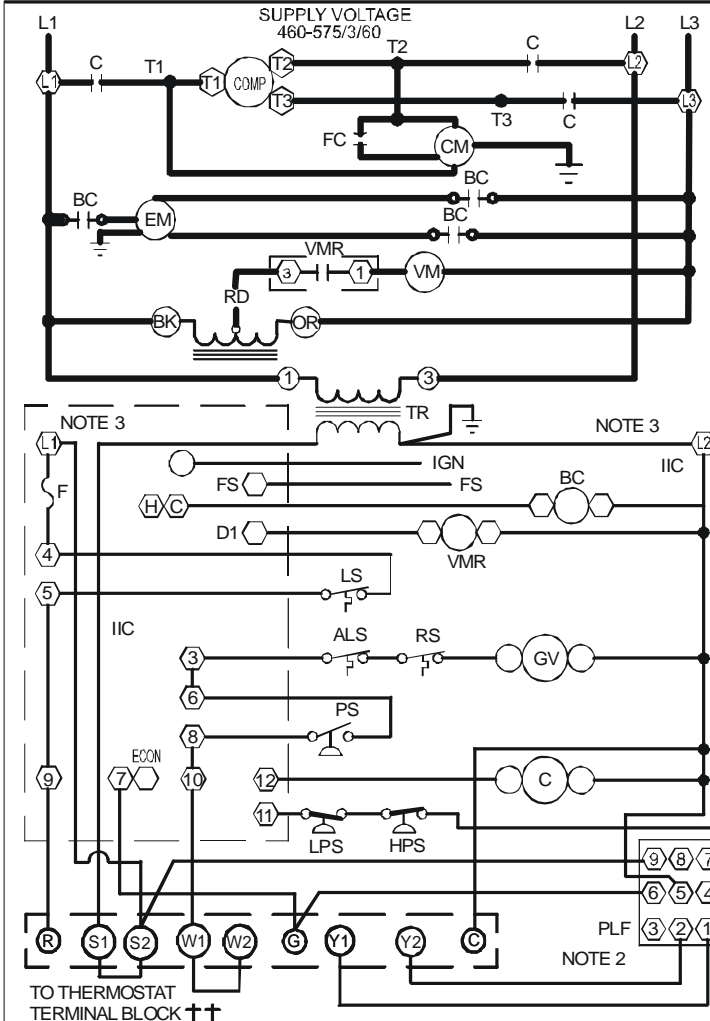 SUPPLY VOLTAGE
460-575/3/60
L1
L2
L3
C
T1
T2
C
L1
T1
COMP
T2
L2
T3
T3
C
L3
FC
CM
BC
BC
EM
BC
VMR
3
1
VM
RD
BK
OR
1
3
TR
NOTE 3
NOTE 3
L1
L2
IGN
IIC
F
FS
FS
BC
H
C
D1
VMR
4
LS
5
IIC
ALS
RS
3
GV
6
PS
8
ECON
9
7
10
12
C
11
LPS
HPS
9
8
7
6
5
4
PLF
3
2
1
NOTE 2
R
S1
S2
W1
W2
G
Y1
Y2
C
TO THERMOSTAT
TERMINAL BLOCK ††